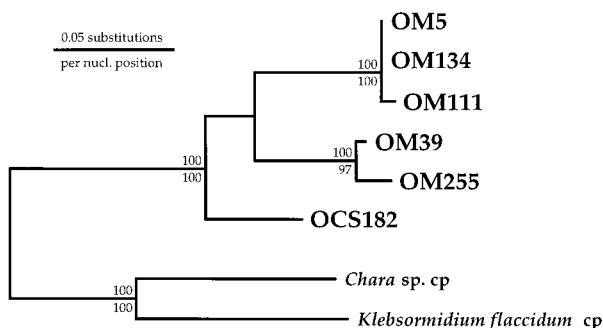 0.05 substitutions
per nucl. position
OM5
OM134
OM111
100
100
OM39
OM255
100
97
100
100
OCS182
Chara sp. cp
100
100
Klebsormidium flaccidum cp